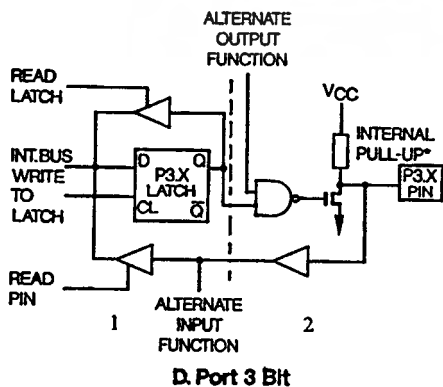 ALTERNATE
OUTPUT
FUNCTION
READ
LATCH
VCC
INTERNAL
PULL-UP*
INT.BUS
WRITE
TO
LATCH
D
Q
P3.X
LATCH
CL
Q̅
P3.X
PIN
READ
PIN
1
ALTERNATE
INPUT
FUNCTION
2
D. Port 3 Bit